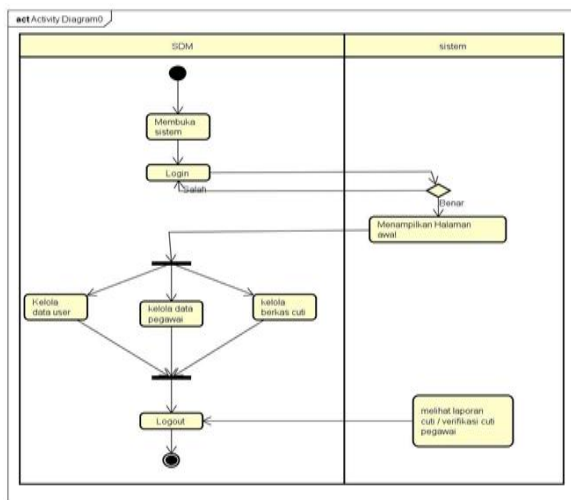 act Activity Diagram0
SDM
sistem
Membuka
sistem
Login
Salah
Benar
Menampilkan Halaman
awal
Kelola
data user
kelola data
pegawai
kelola
berkas cuti
Logout
melihat laporan
cuti / verifikasi cuti
pegawai